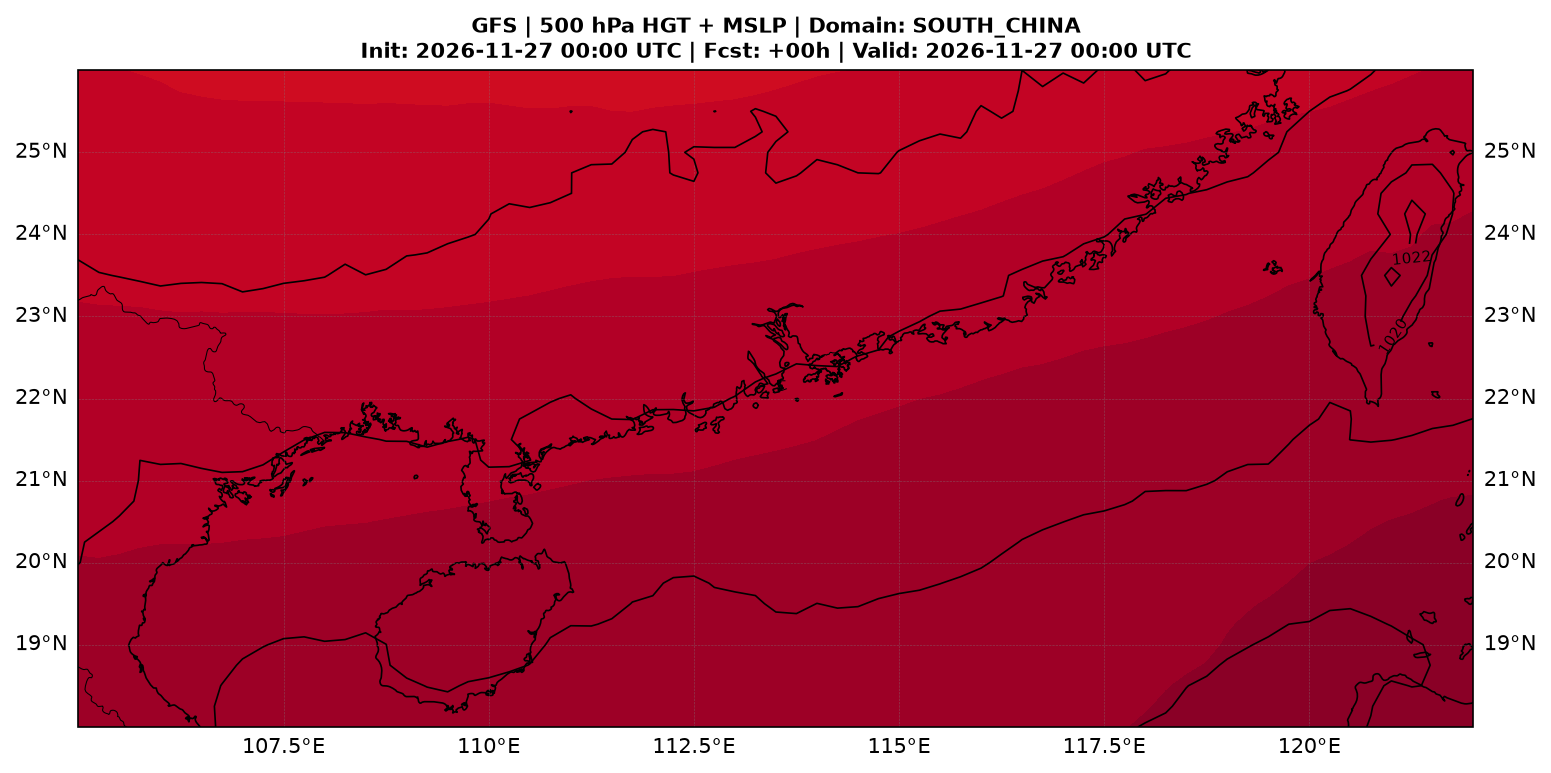 GFS | 500 hPa HGT + MSLP | Domain: SOUTH_CHINA
Init: 2026-11-27 00:00 UTC | Fcst: +00h | Valid: 2026-11-27 00:00 UTC
25°N 25°N
24°N 24°N
1022
23°N 23°N
1020
22°N 22°N
21°N 21°N
20°N 20°N
19°N 19°N
107.5°E 110°E 112.5°E 115°E 117.5°E 120°E